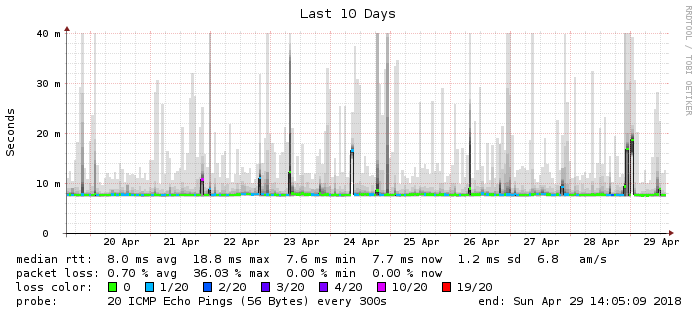 Last 10 Days
RRDTOOL / TOBI OETIKER
Seconds
40 m
30 m
20 m
10 m
0
20 Apr 21 Apr 22 Apr 23 Apr 24 Apr 25 Apr 26 Apr 27 Apr 28 Apr 29 Apr
median rtt: 8.0 ms avg 18.8 ms max 7.6 ms min 7.7 ms now 1.2 ms sd 6.8 am/s
packet loss: 0.70 % avg 36.03 % max 0.00 % min 0.00 % now
loss color: 0 1/20 2/20 3/20 4/20 10/20 19/20
probe: 20 ICMP Echo Pings (56 Bytes) every 300s end: Sun Apr 29 14:05:09 2018